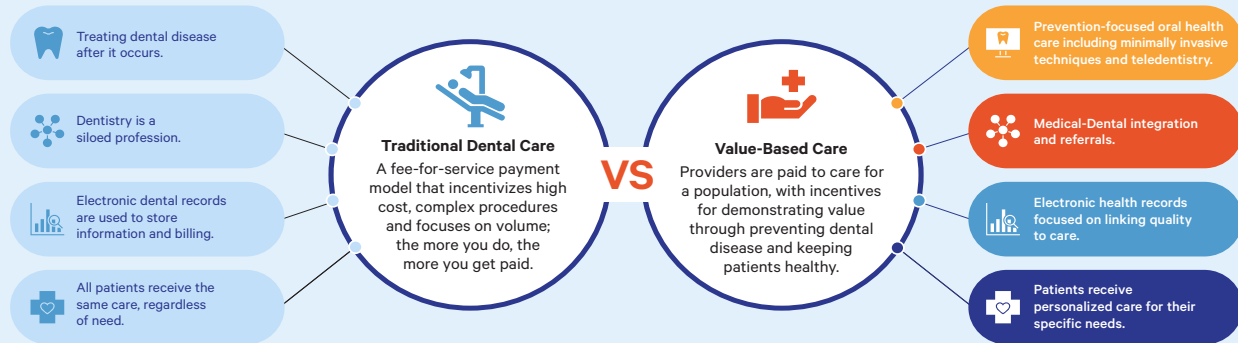 Treating dental disease
after it occurs.
Dentistry is a
siloed profession.
Electronic dental records
are used to store
information and billing.
All patients receive the
same care, regardless
of need.
Traditional Dental Care
A fee-for-service payment
model that incentivizes high
cost, complex procedures
and focuses on volume;
the more you do, the
more you get paid.
VS
Value-Based Care
Providers are paid to care for
a population, with incentives
for demonstrating value
through preventing dental
disease and keeping
patients healthy.
Prevention-focused oral health
care including minimally invasive
techniques and teledentistry.
Medical-Dental integration
and referrals.
Electronic health records
focused on linking quality
to care.
Patients receive
personalized care for their
specific needs.